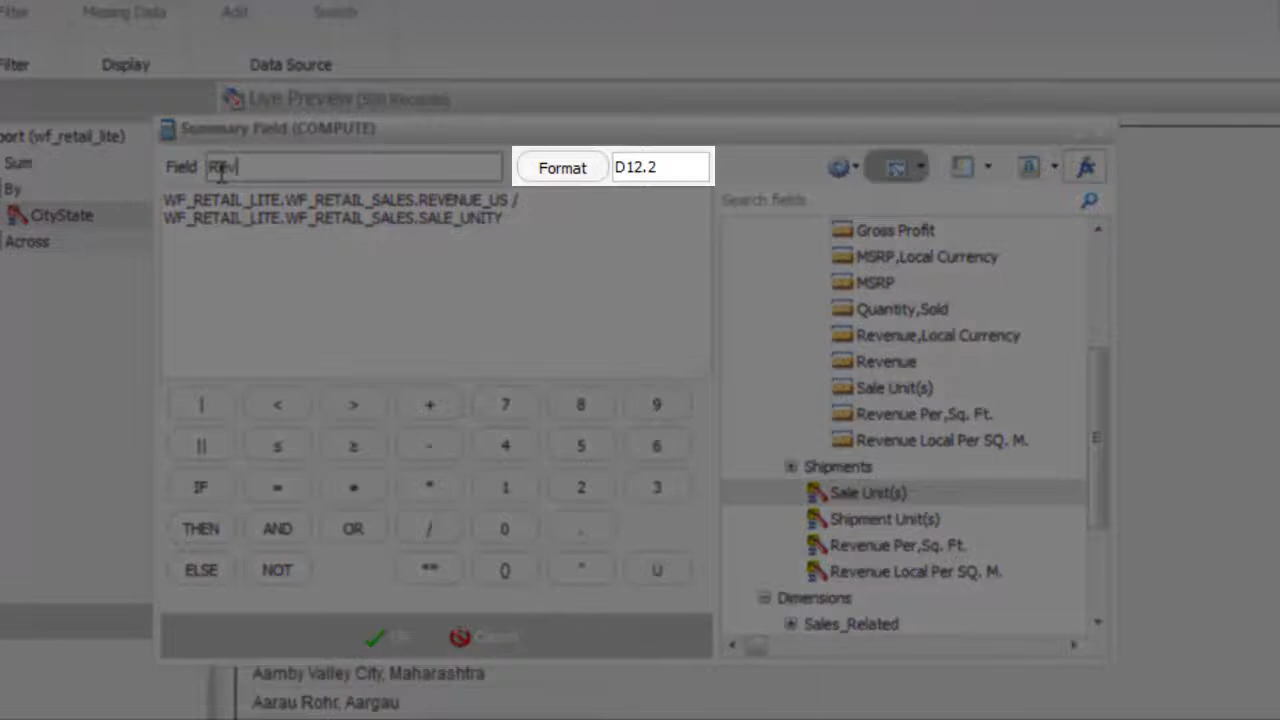 Filter Missing Data Add Switch
Filter Display Data Source
Live Preview (500 Records)
port (wf_retail_lite)
Sum
By
CityState
Across
Summary Field (COMPUTE)
Field Rev Format D12.2
WF_RETAIL_LITE.WF_RETAIL_SALES.REVENUE_US /
WF_RETAIL_LITE.WF_RETAIL_SALES.SALE_UNITY
Search fields
Gross Profit
MSRP,Local Currency
MSRP
Quantity,Sold
Revenue,Local Currency
Revenue
Sale Unit(s)
Revenue Per,Sq. Ft.
Revenue Local Per SQ. M.
Shipments
Sale Unit(s)
Shipment Unit(s)
Revenue Per,Sq. Ft.
Revenue Local Per SQ. M.
Dimensions
Sales_Related
| < > + 7 8 9
|| ≤ ≥ - 4 5 6
IF = * 1 2 3
THEN AND OR / 0 .
ELSE NOT ** ()
Ok Cancel
Aamby Valley City, Maharashtra
Aarau Rohr, Aargau